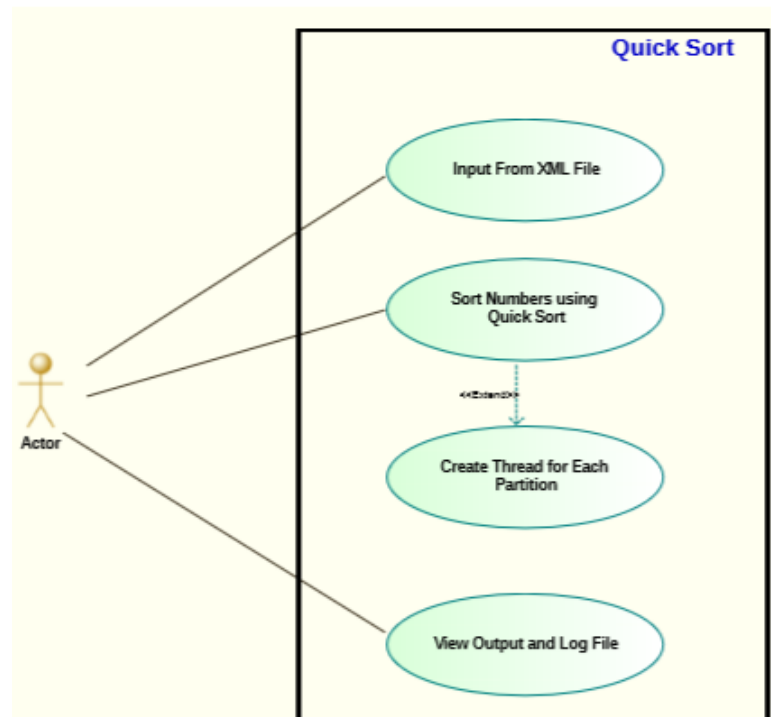 Quick Sort
Input From XML File
Sort Numbers using
Quick Sort
<<Extend>>
Actor
Create Thread for Each
Partition
View Output and Log File